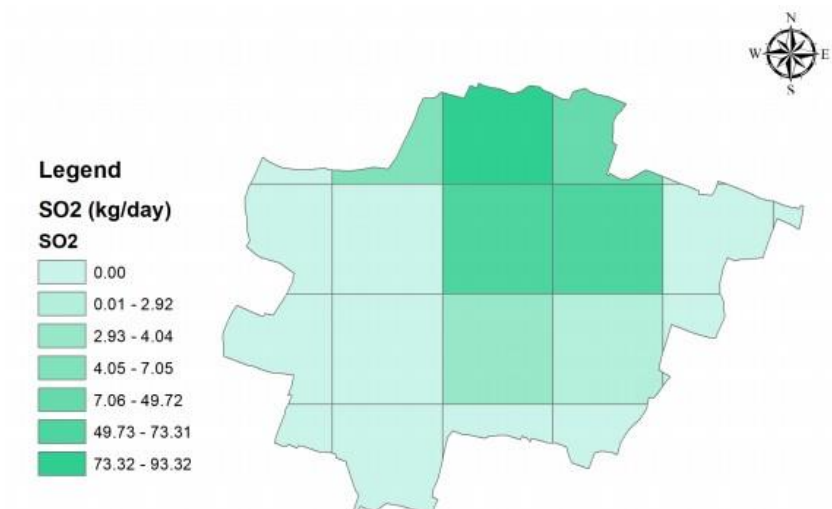 N
W E
S
Legend
SO2 (kg/day)
SO2
0.00
0.01 - 2.92
2.93 - 4.04
4.05 - 7.05
7.06 - 49.72
49.73 - 73.31
73.32 - 93.32